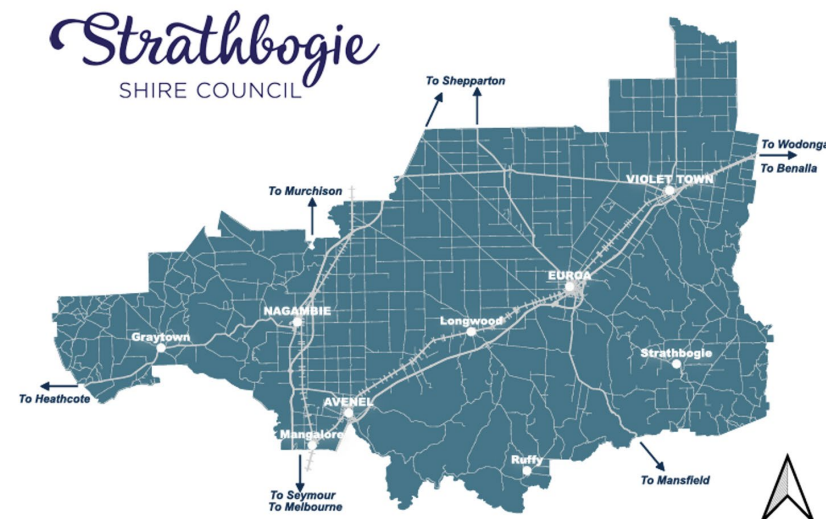 Strathbogie
SHIRE COUNCIL
To Shepparton
To Wodonga
To Benalla
VIOLET TOWN
To Murchison
EUROA
NAGAMBIE
Longwood
Graytown
Strathbogie
To Heathcote
AVENEL
Mangalore
Ruffy
To Mansfield
To Seymour
To Melbourne